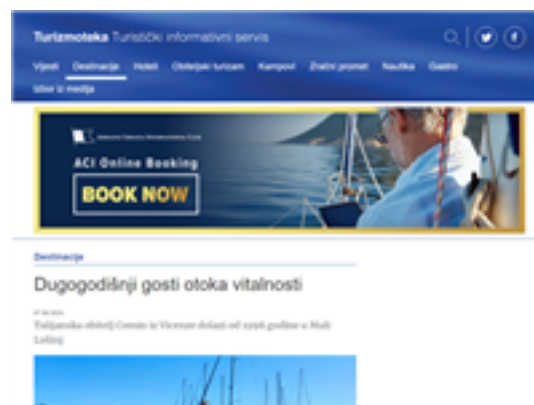 Turizmoteka Turistički informativni servis
Vijesti Destinacije Hoteli Obiteljski turizam Kampovi Zračni promet Nautika Gastro
Izbor iz medija
ACI Online Booking
BOOK NOW
Destinacije
Dugogodišnji gosti otoka vitalnosti
Talijanska obitelj Comin iz Vicenze dolazi od 1996.godine u Mali
Lošinj